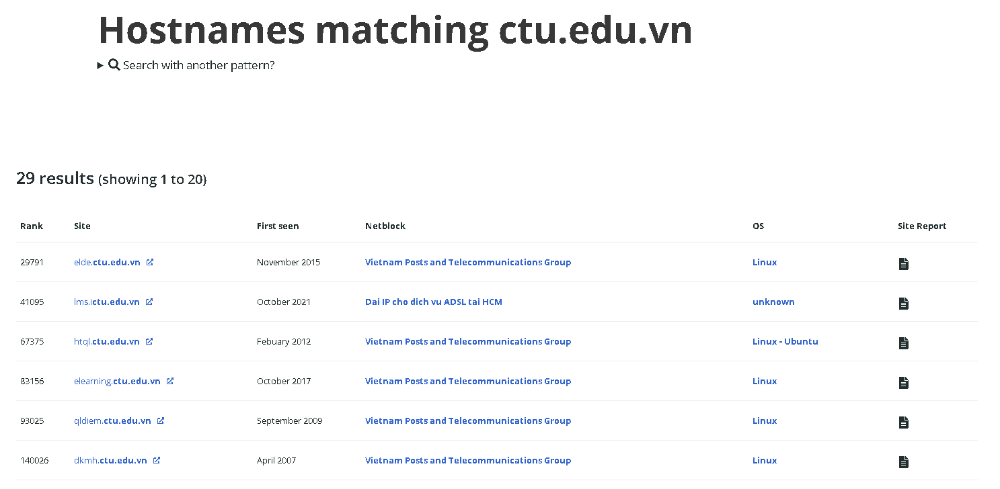 Hostnames matching ctu.edu.vn
Search with another pattern?
29 results (showing 1 to 20)
Rank Site First seen Netblock OS Site Report
29791 elde.ctu.edu.vn November 2015 Vietnam Posts and Telecommunications Group Linux
41095 lms.ictu.edu.vn October 2021 Dai IP cho dich vu ADSL tai HCM unknown
67375 htql.ctu.edu.vn Febuary 2012 Vietnam Posts and Telecommunications Group Linux - Ubuntu
83156 elearning.ctu.edu.vn October 2017 Vietnam Posts and Telecommunications Group Linux
93025 qldiem.ctu.edu.vn September 2009 Vietnam Posts and Telecommunications Group Linux
140026 dkmh.ctu.edu.vn April 2007 Vietnam Posts and Telecommunications Group Linux